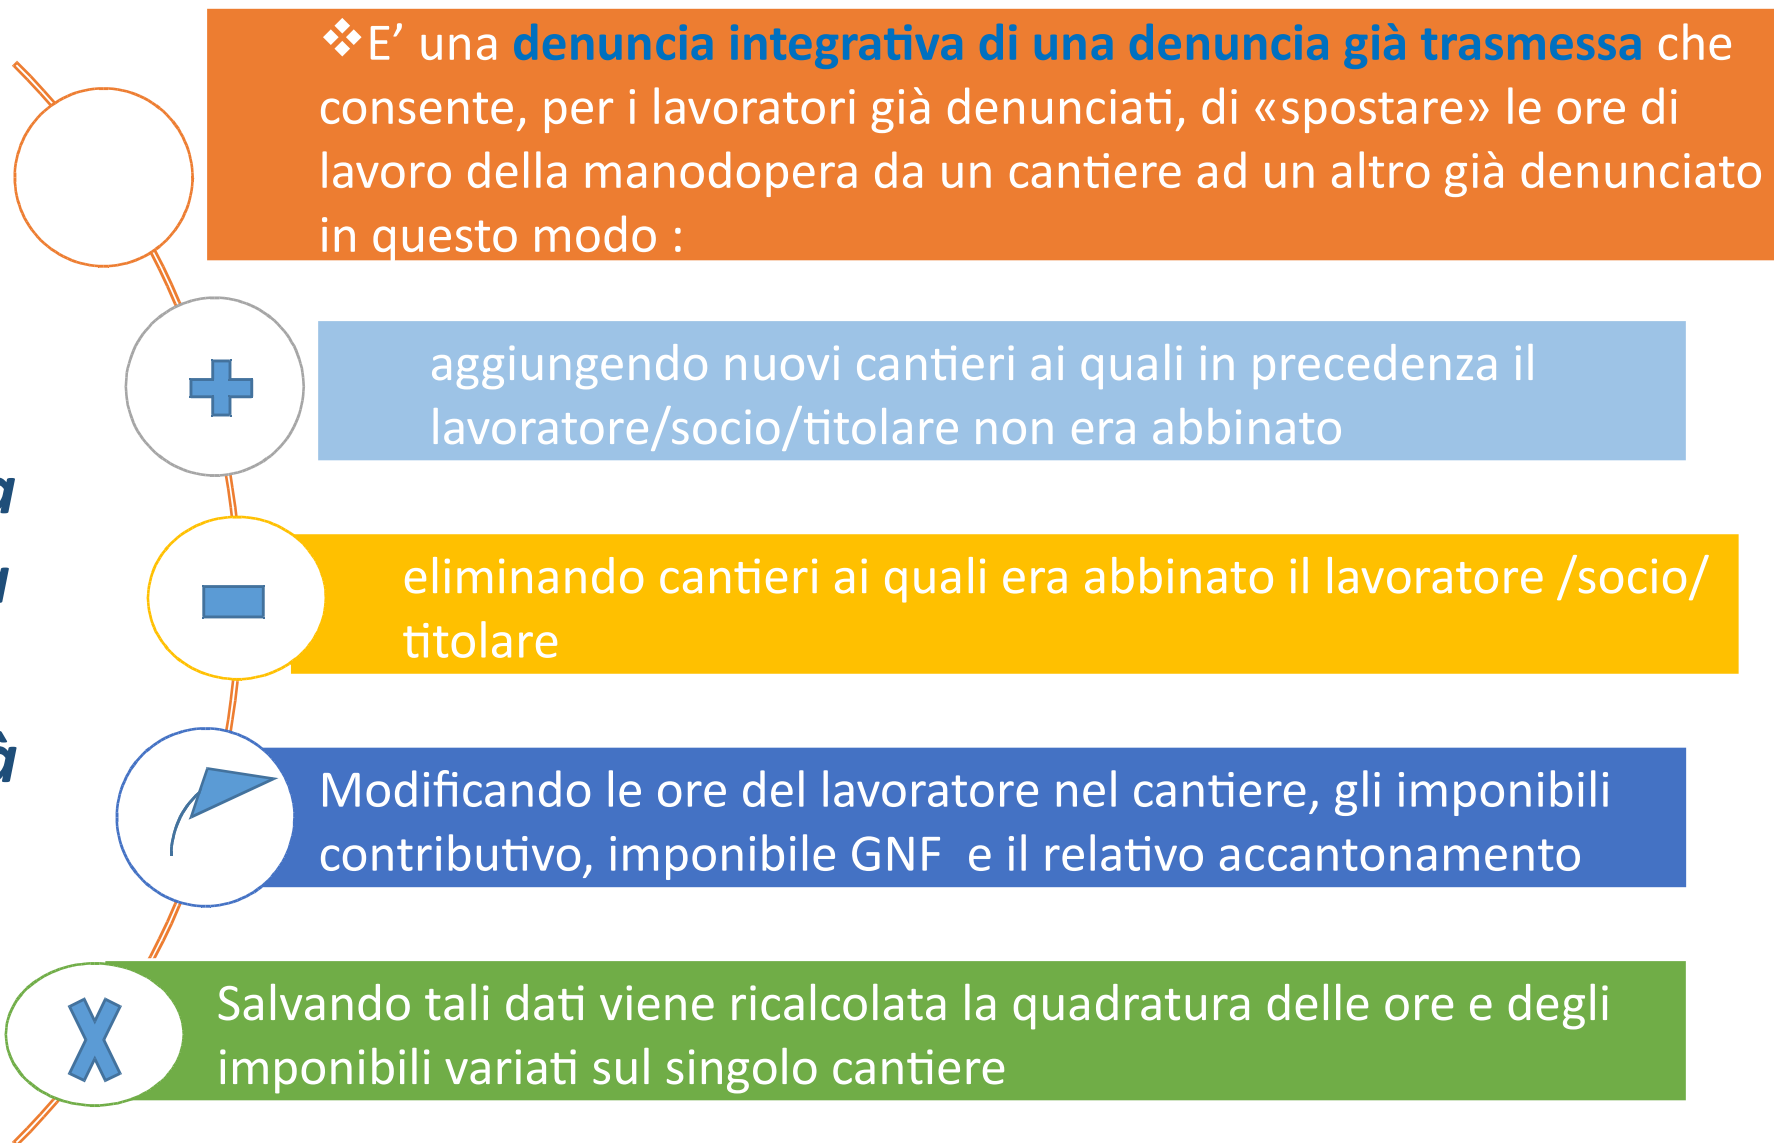 ❖E’ una denuncia integrativa di una denuncia già trasmessa che
consente, per i lavoratori già denunciati, di «spostare» le ore di
lavoro della manodopera da un cantiere ad un altro già denunciato
in questo modo :
aggiungendo nuovi cantieri ai quali in precedenza il
lavoratore/socio/titolare non era abbinato
eliminando cantieri ai quali era abbinato il lavoratore /socio/
titolare
Modificando le ore del lavoratore nel cantiere, gli imponibili
contributivo, imponibile GNF  e il relativo accantonamento
Salvando tali dati viene ricalcolata la quadratura delle ore e degli
imponibili variati sul singolo cantiere